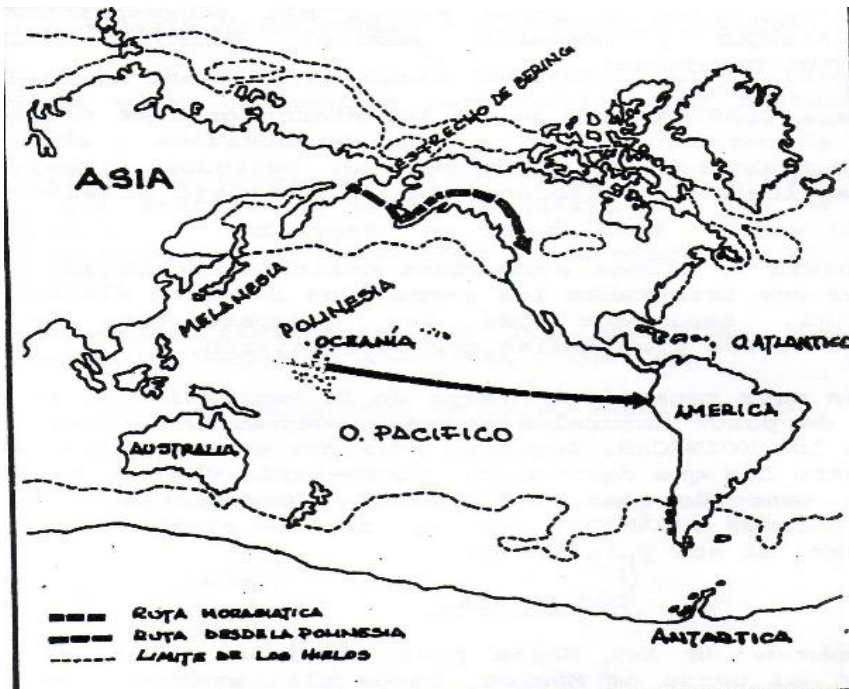 ESTRECHO DE BERING
ASIA
MELANESIA
POLINESIA
OCEANÍA
O. ATLANTICO
AMERICA
AUSTRALIA
O. PACIFICO
RUTA NORASIATICA
RUTA DESDE LA POLINESIA
LIMITE DE LOS HIELOS
ANTARTICA